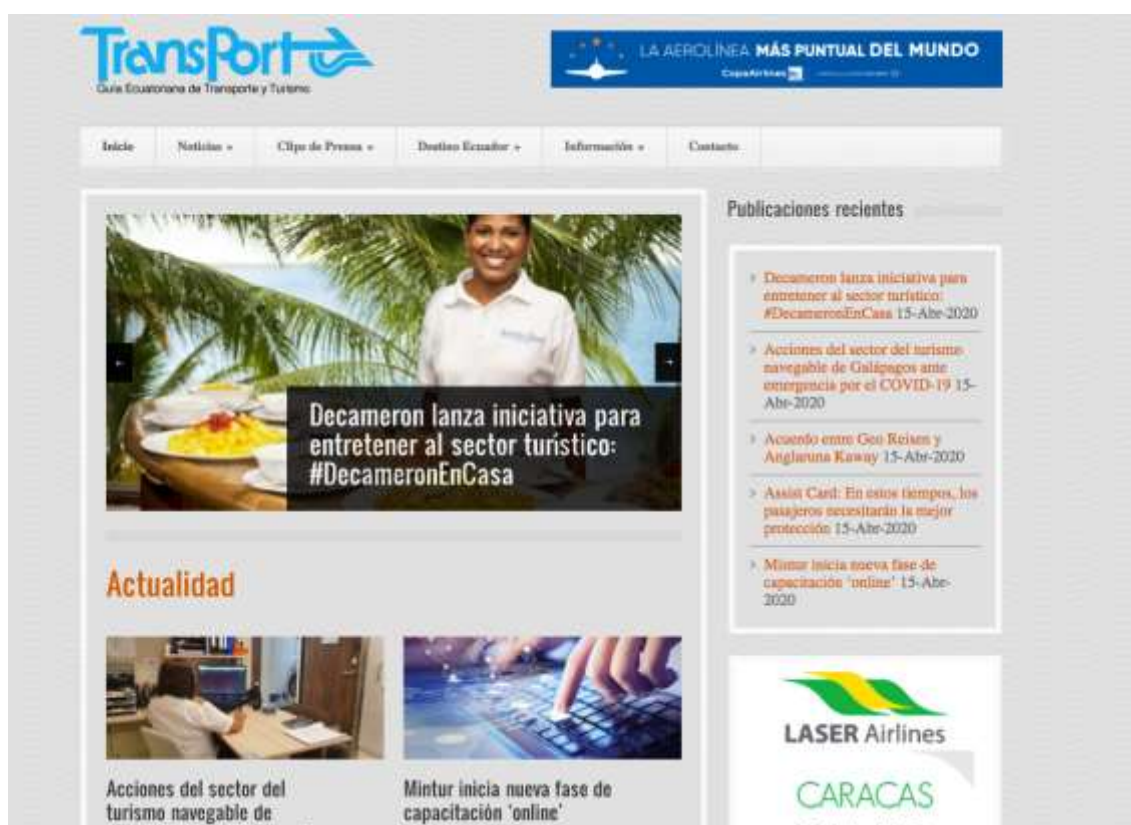 TransPort
Guía Ecuatoriana de Transporte y Turismo
LA AEROLÍNEA MÁS PUNTUAL DEL MUNDO
CopaAirlines
Inicio
Noticias »
Clips de Prensa »
Destino Ecuador »
Información »
Contacto
Decameron lanza iniciativa para
entretener al sector turístico:
#DecameronEnCasa
Actualidad
Acciones del sector del
turismo navegable de
Mintur inicia nueva fase de
capacitación ‘online’
Publicaciones recientes
Decameron lanza iniciativa para
entretener al sector turístico:
#DecameronEnCasa 15-Abr-2020
Acciones del sector del turismo
navegable de Galápagos ante
emergencia por el COVID-19 15-
Abr-2020
Acuerdo entre Geo Reisen y
Anglaruna Kaway 15-Abr-2020
Assist Card: En estos tiempos, los
pasajeros necesitarán la mejor
protección 15-Abr-2020
Mintur inicia nueva fase de
capacitación ‘online’ 15-Abr-
2020
LASER Airlines
CARACAS